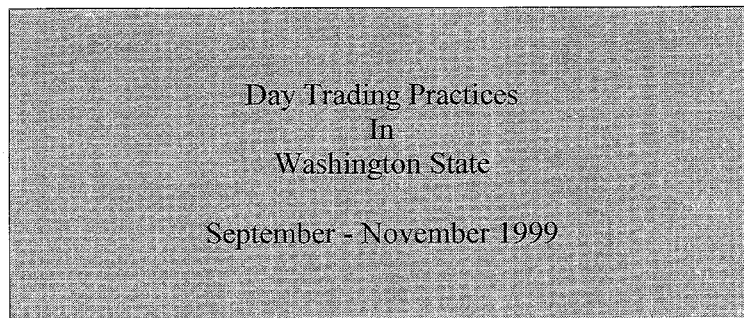 Day Trading Practices
In
Washington State
September - November 1999